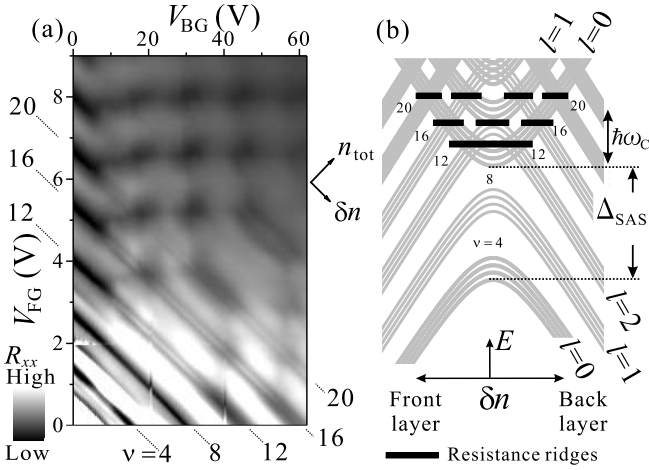 (a)
V_BG (V)
0 20 40 60
8
6
4
2
0
V_FG (V)
20
16
12
R_xx
High
Low
n_tot
δn
ν = 4
8
12
16
20
(b)
l=1
l=0
20
20
16
16
12
12
8
ν = 4
ħω_C
Δ_SAS
l=2
l=1
l=0
E
Front
layer
δn
Back
layer
Resistance ridges